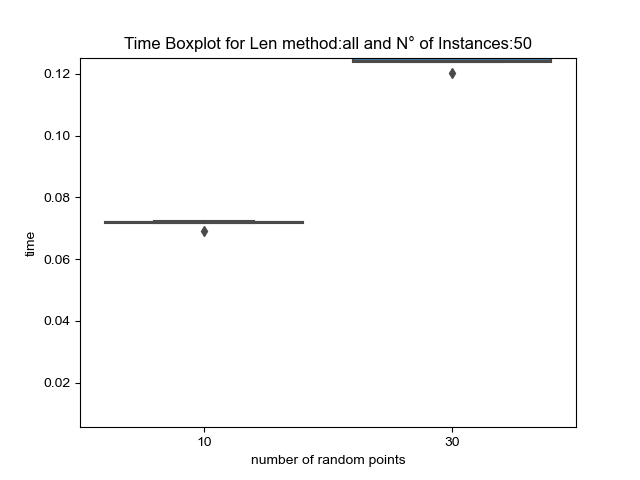 Time Boxplot for Len method:all and N° of Instances:50
0.12
0.10
0.08
0.06
0.04
0.02
time
10
30
number of random points